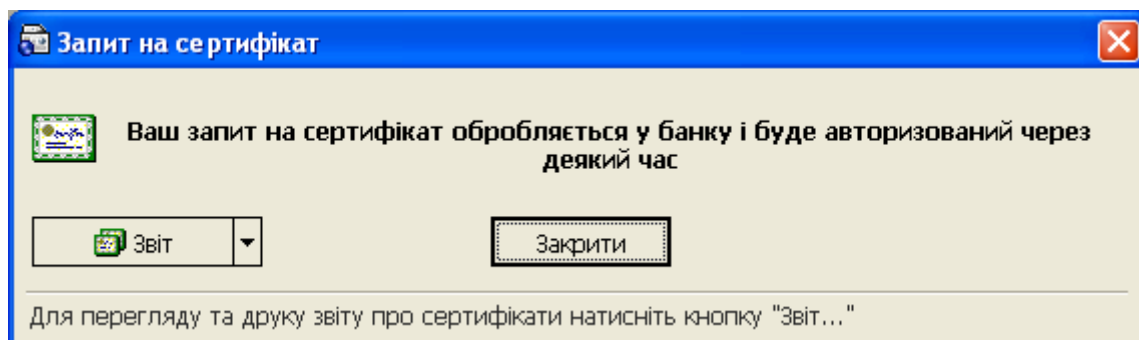 Запит на сертифікат
Ваш запит на сертифікат обробляється у банку і буде авторизований через
деякий час
Звіт
Закрити
Для перегляду та друку звіту про сертифікати натисніть кнопку "Звіт..."